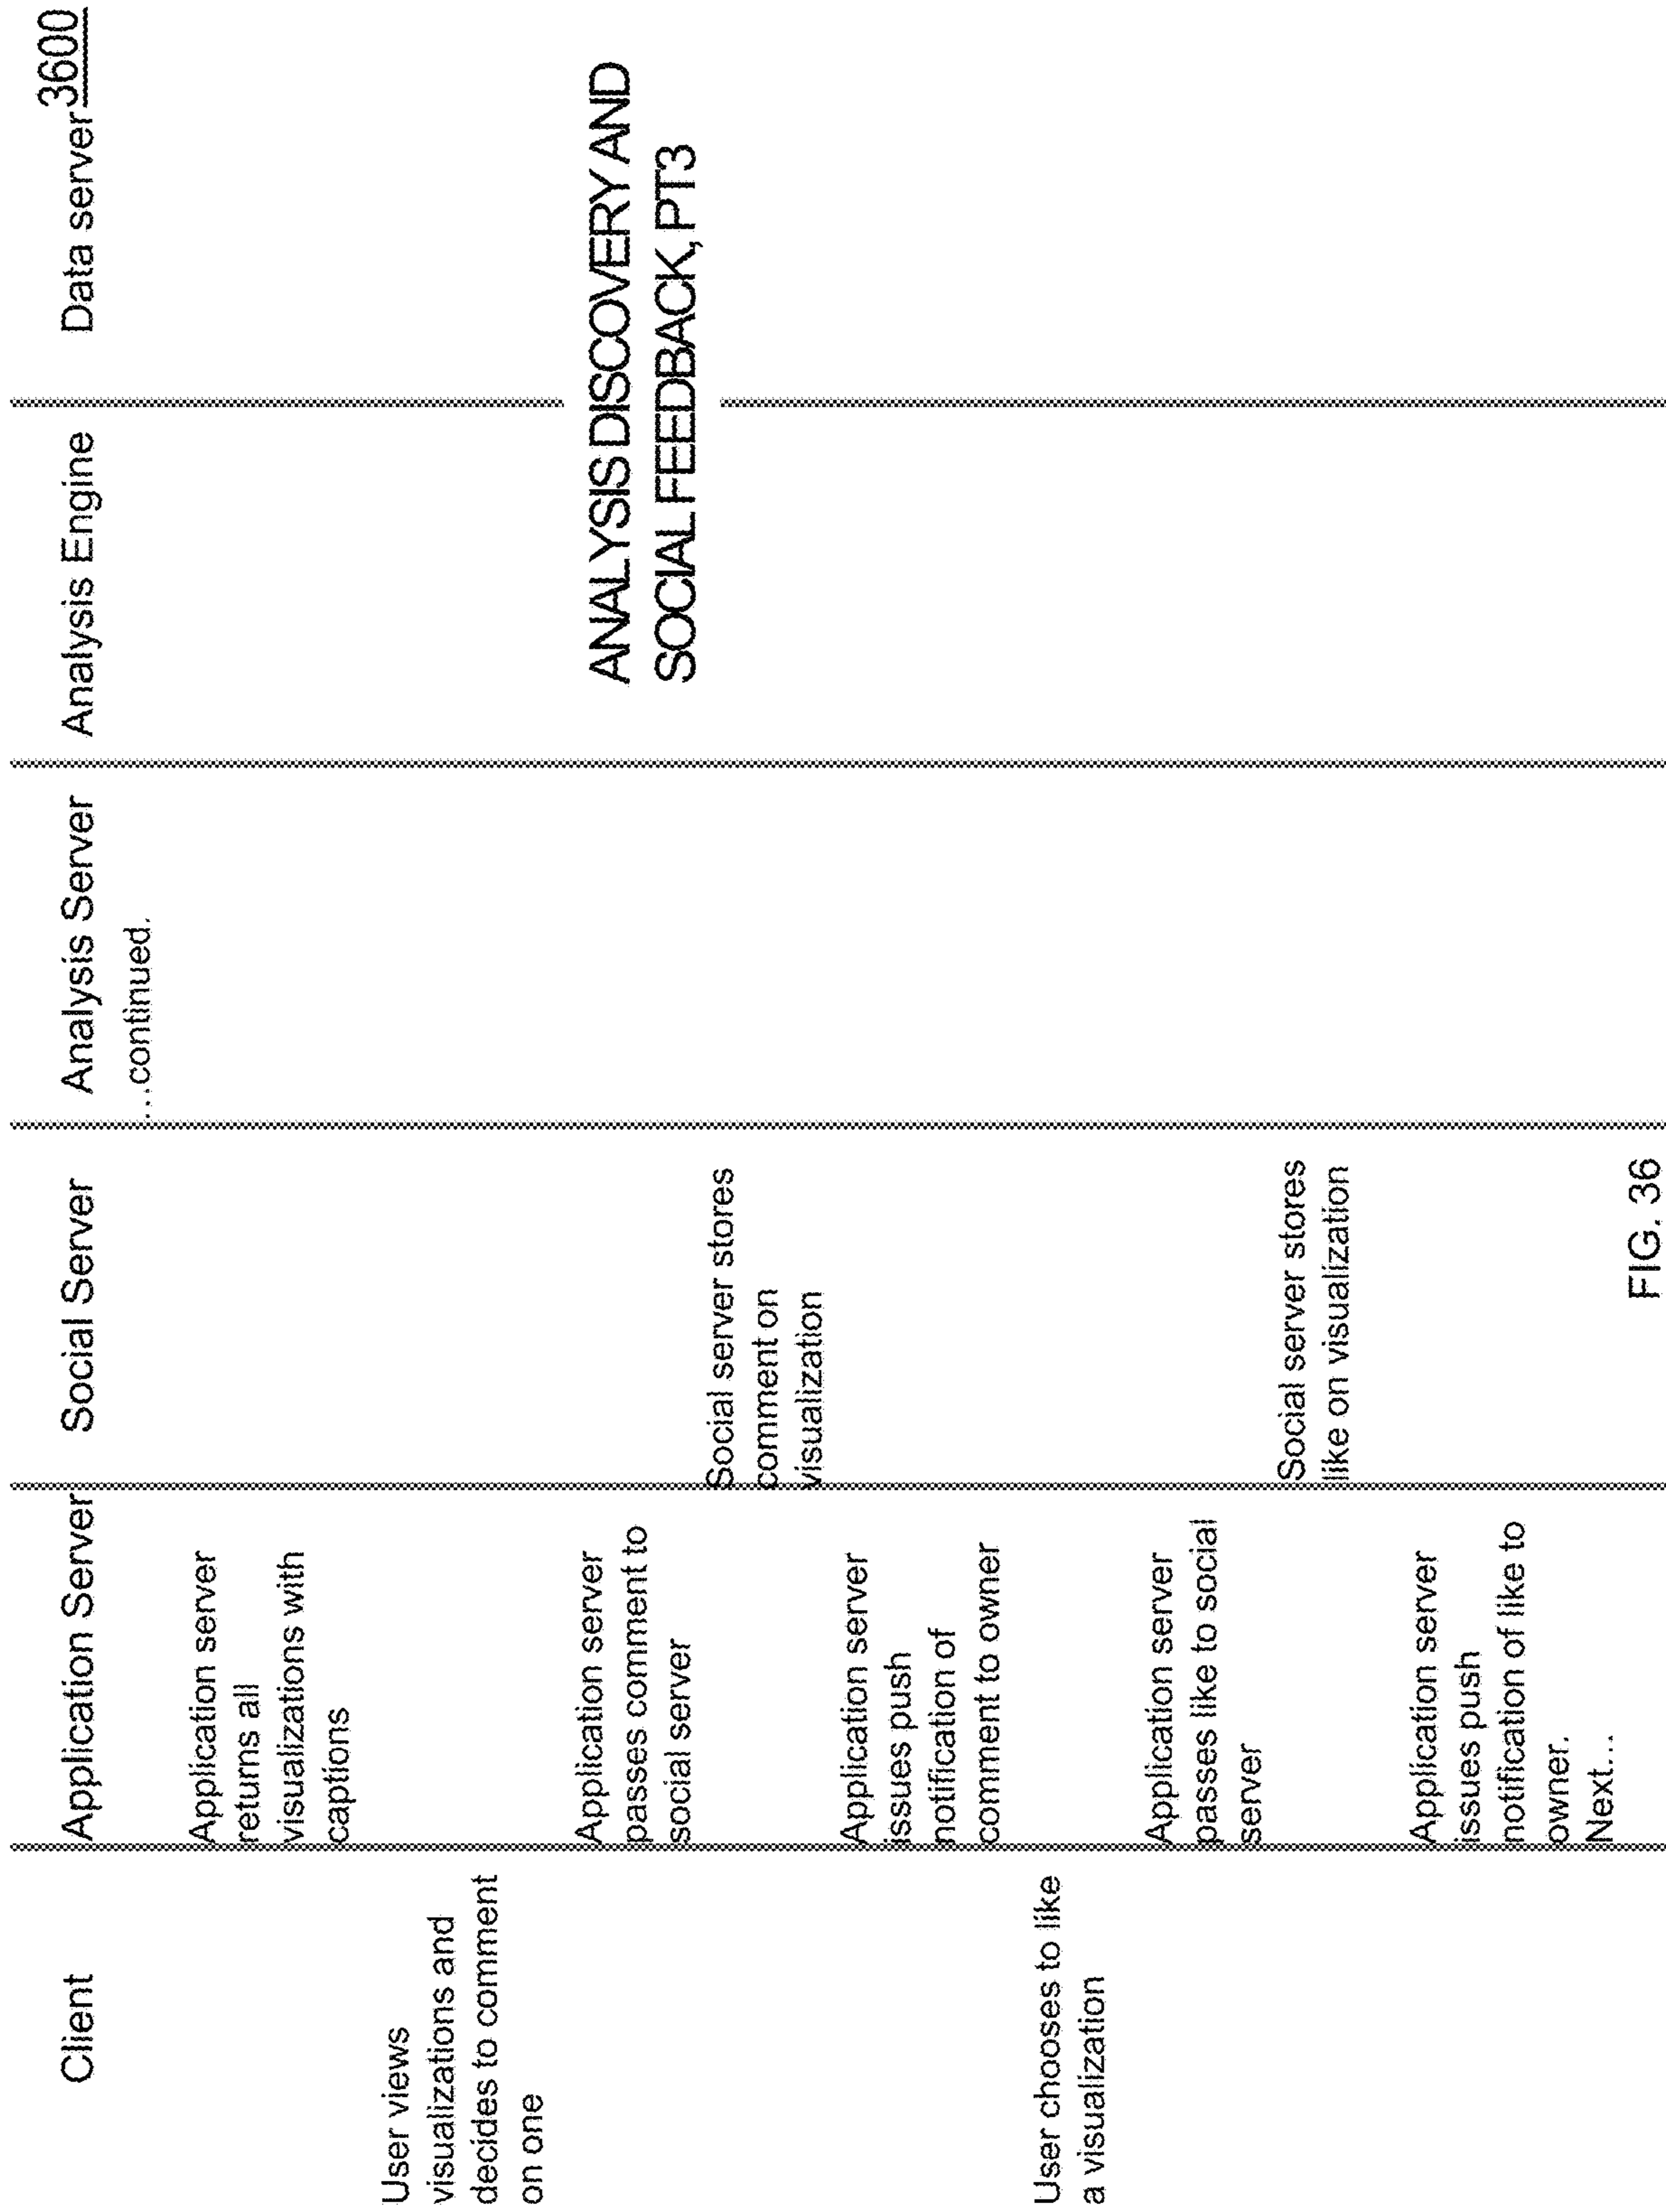 3600
Client
Application Server
Social Server
Analysis Server
Analysis Engine
Data server
...continued.
Application server
returns all
visualizations with
captions
User views
visualizations and
decides to comment
on one
Application server
passes comment to
social server
ANALYSIS DISCOVERY AND
SOCIAL FEEDBACK, PT3
Social server stores
comment on
visualization
Application server
issues push
notification of
comment to owner
User chooses to like
a visualization
Application server
passes like to social
server
Social server stores
like on visualization
Application server
issues push
notification of like to
owner.
Next...
FIG. 36